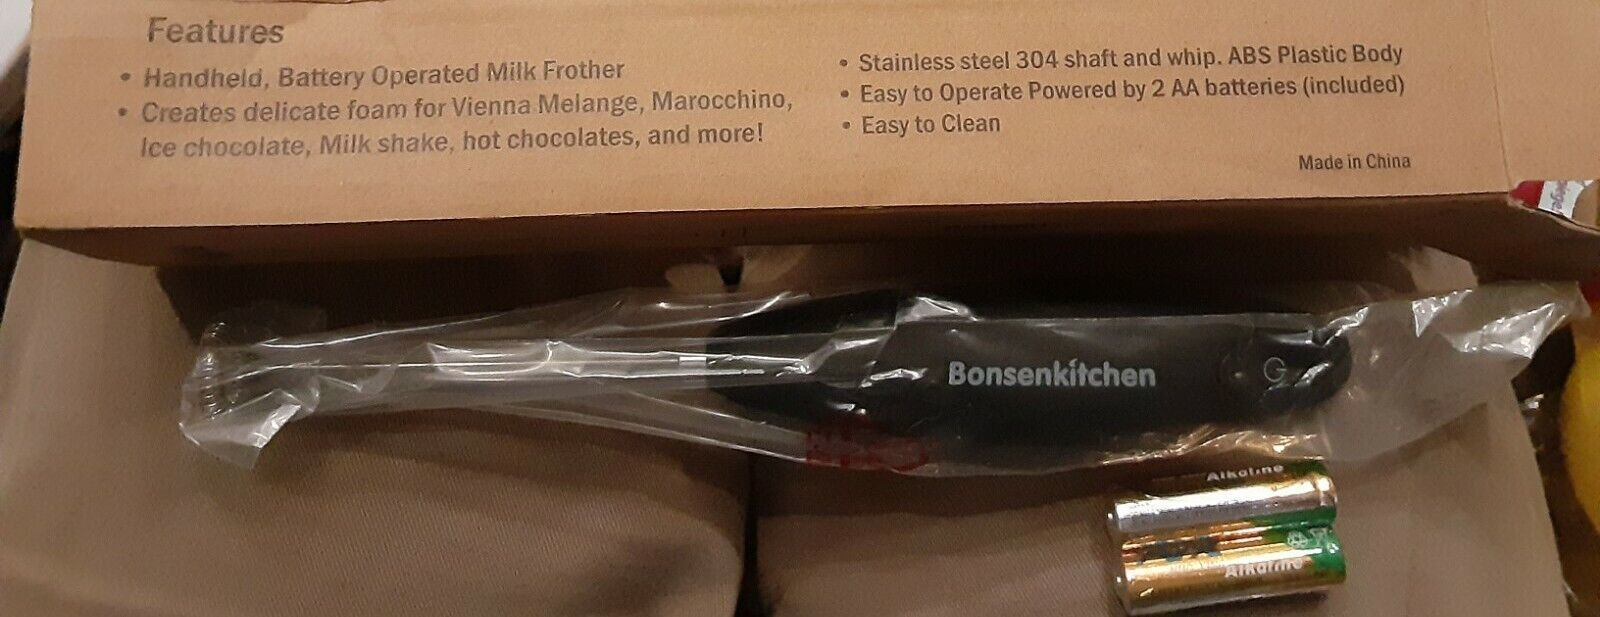 Features
• Handheld, Battery Operated Milk Frother
• Creates delicate foam for Vienna Melange, Marocchino,
Ice chocolate, Milk shake, hot chocolates, and more!
• Stainless steel 304 shaft and whip. ABS Plastic Body
• Easy to Operate Powered by 2 AA batteries (included)
• Easy to Clean
Made in China
Bonsenkitchen
Alkaline
Alkaline